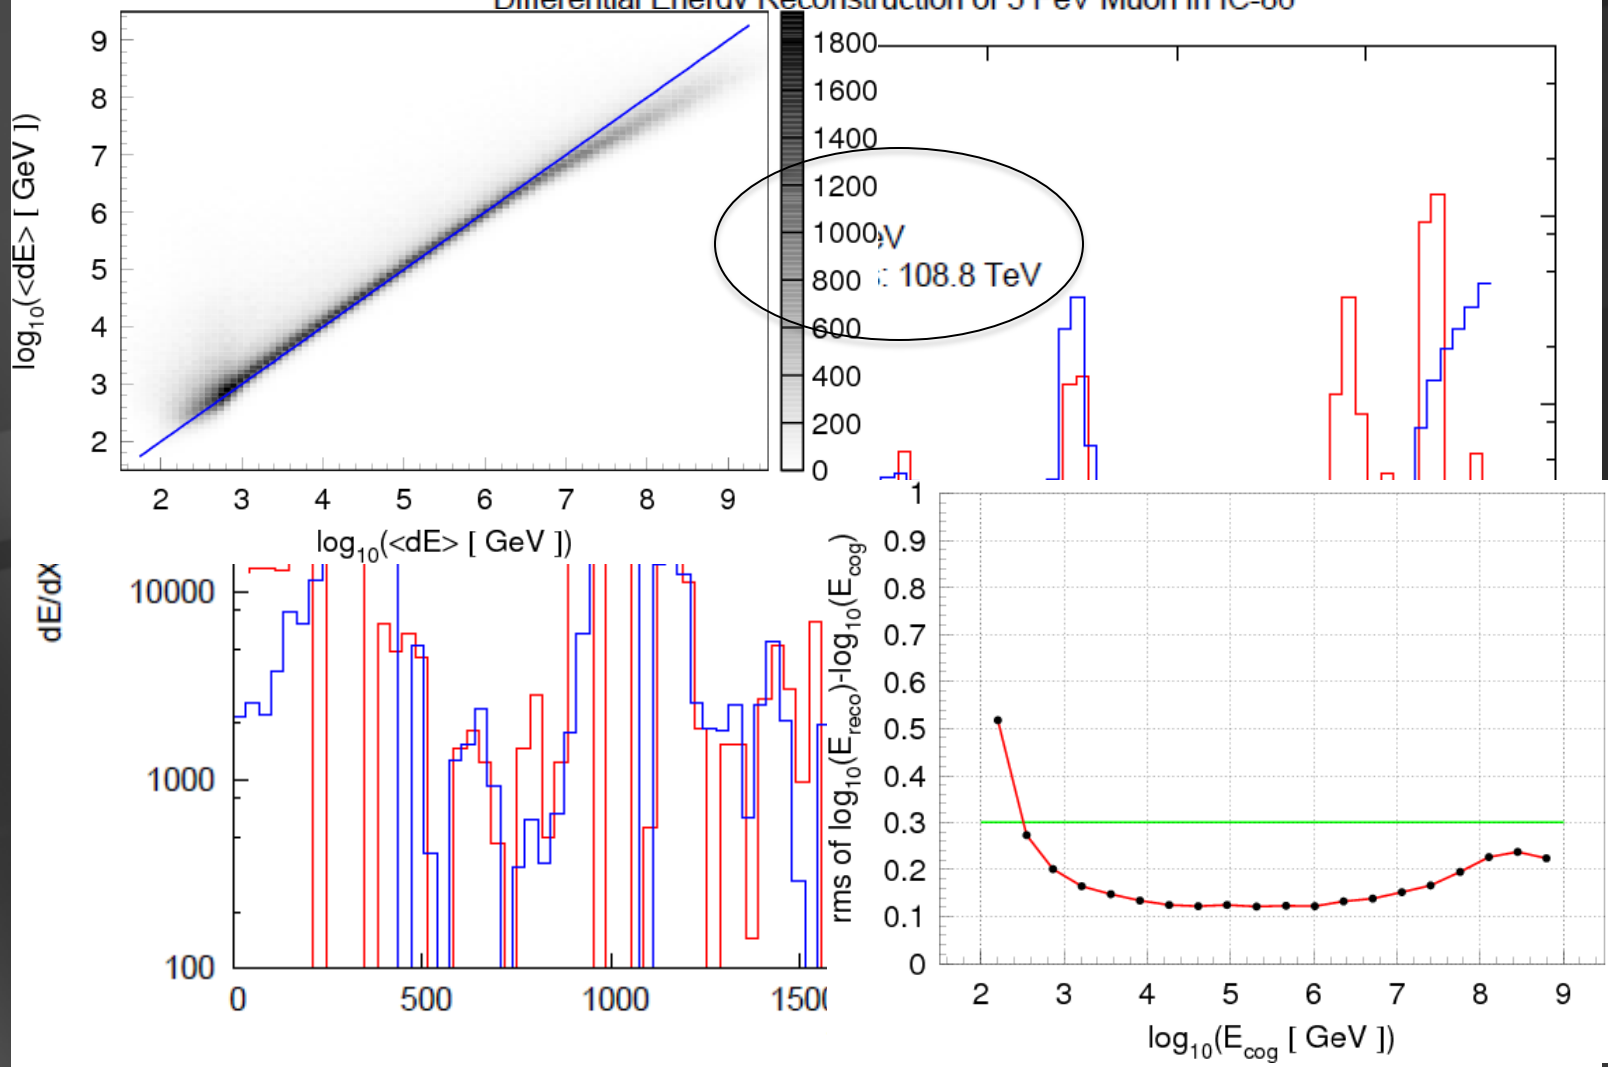 Differential Energy Reconstruction of 5 PeV Muon in IC-86
log10(<dE> [ GeV ])
9
8
7
6
5
4
3
2
2 3 4 5 6 7 8 9
log10(<dE> [ GeV ])
1800
1600
1400
1200
1000
800
600
400
200
0
eV
: 108.8 TeV
dE/dX
10000
1000
100
0 500 1000 1500
rms of log10(Ereco)-log10(Ecog)
1
0.9
0.8
0.7
0.6
0.5
0.4
0.3
0.2
0.1
0
2 3 4 5 6 7 8 9
log10(Ecog [ GeV ])